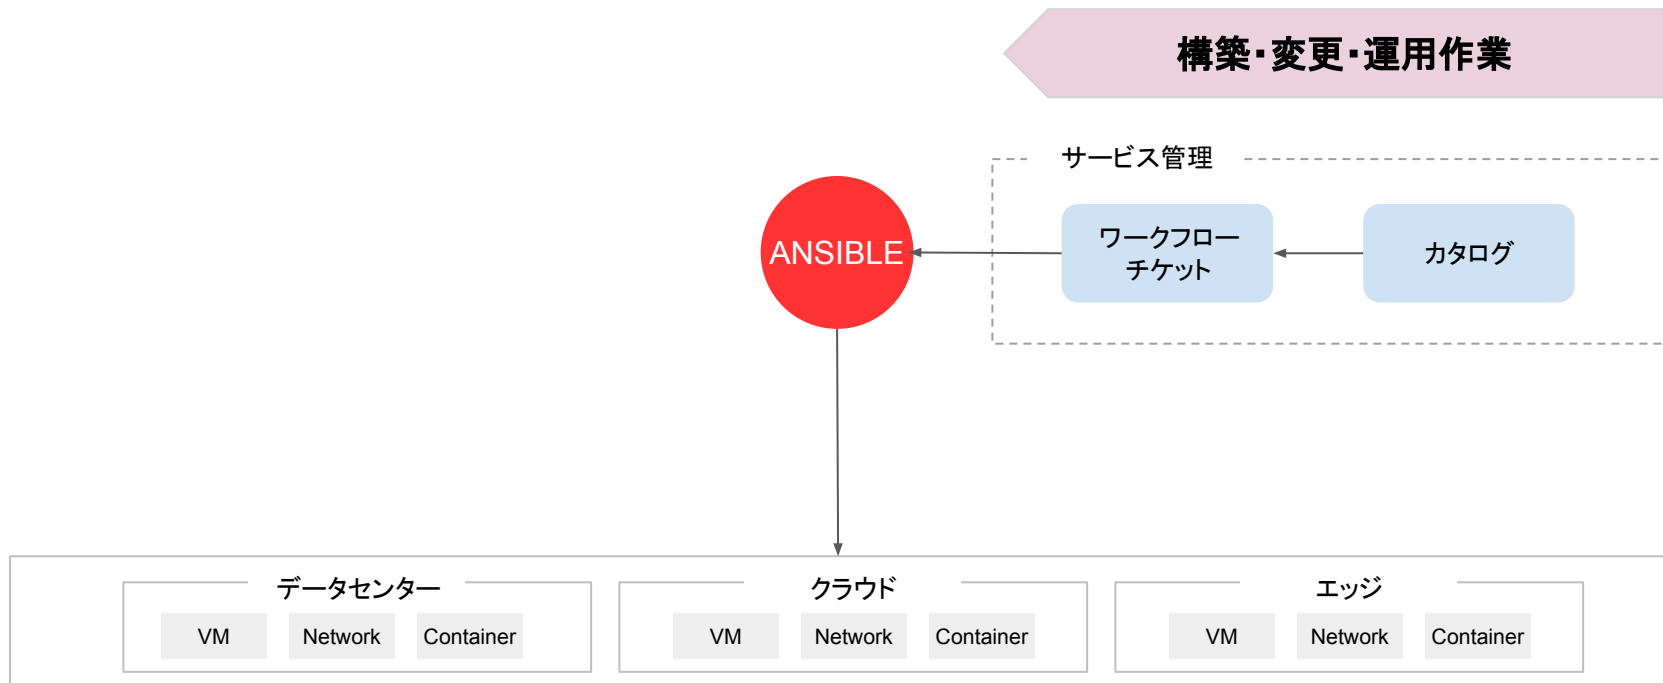 構築・変更・運用作業
サービス管理
ANSIBLE
ワークフロー
チケット
カタログ
データセンター
クラウド
エッジ
VM
Network
Container
VM
Network
Container
VM
Network
Container